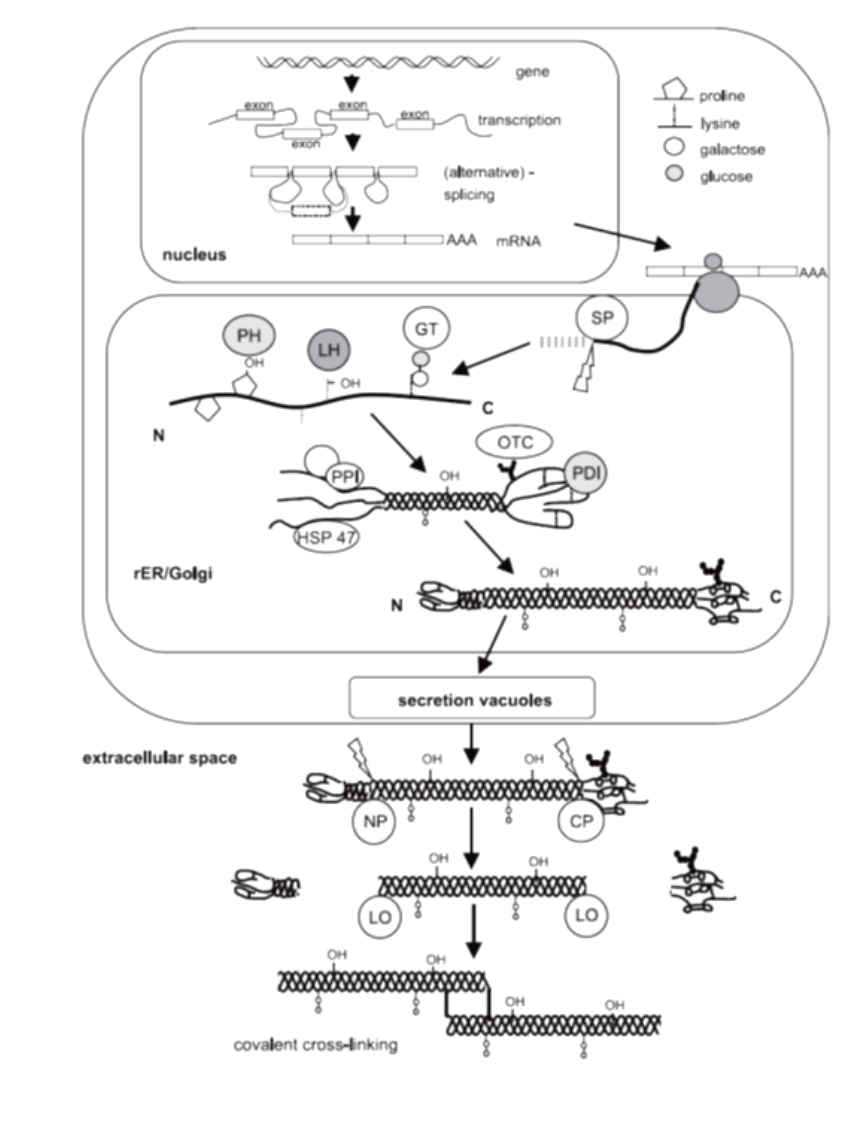 gene
exon
exon
exon
exon
transcription
(alternative) -
splicing
AAA
mRNA
nucleus
proline
lysine
galactose
glucose
AAA
SP
PH
OH
LH
OH
GT
N
C
OTC
PPI
OH
PDI
HSP 47
rER/Golgi
OH
OH
N
C
secretion vacuoles
extracellular space
OH
OH
NP
CP
OH
OH
LO
LO
OH
OH
OH
OH
covalent cross-linking